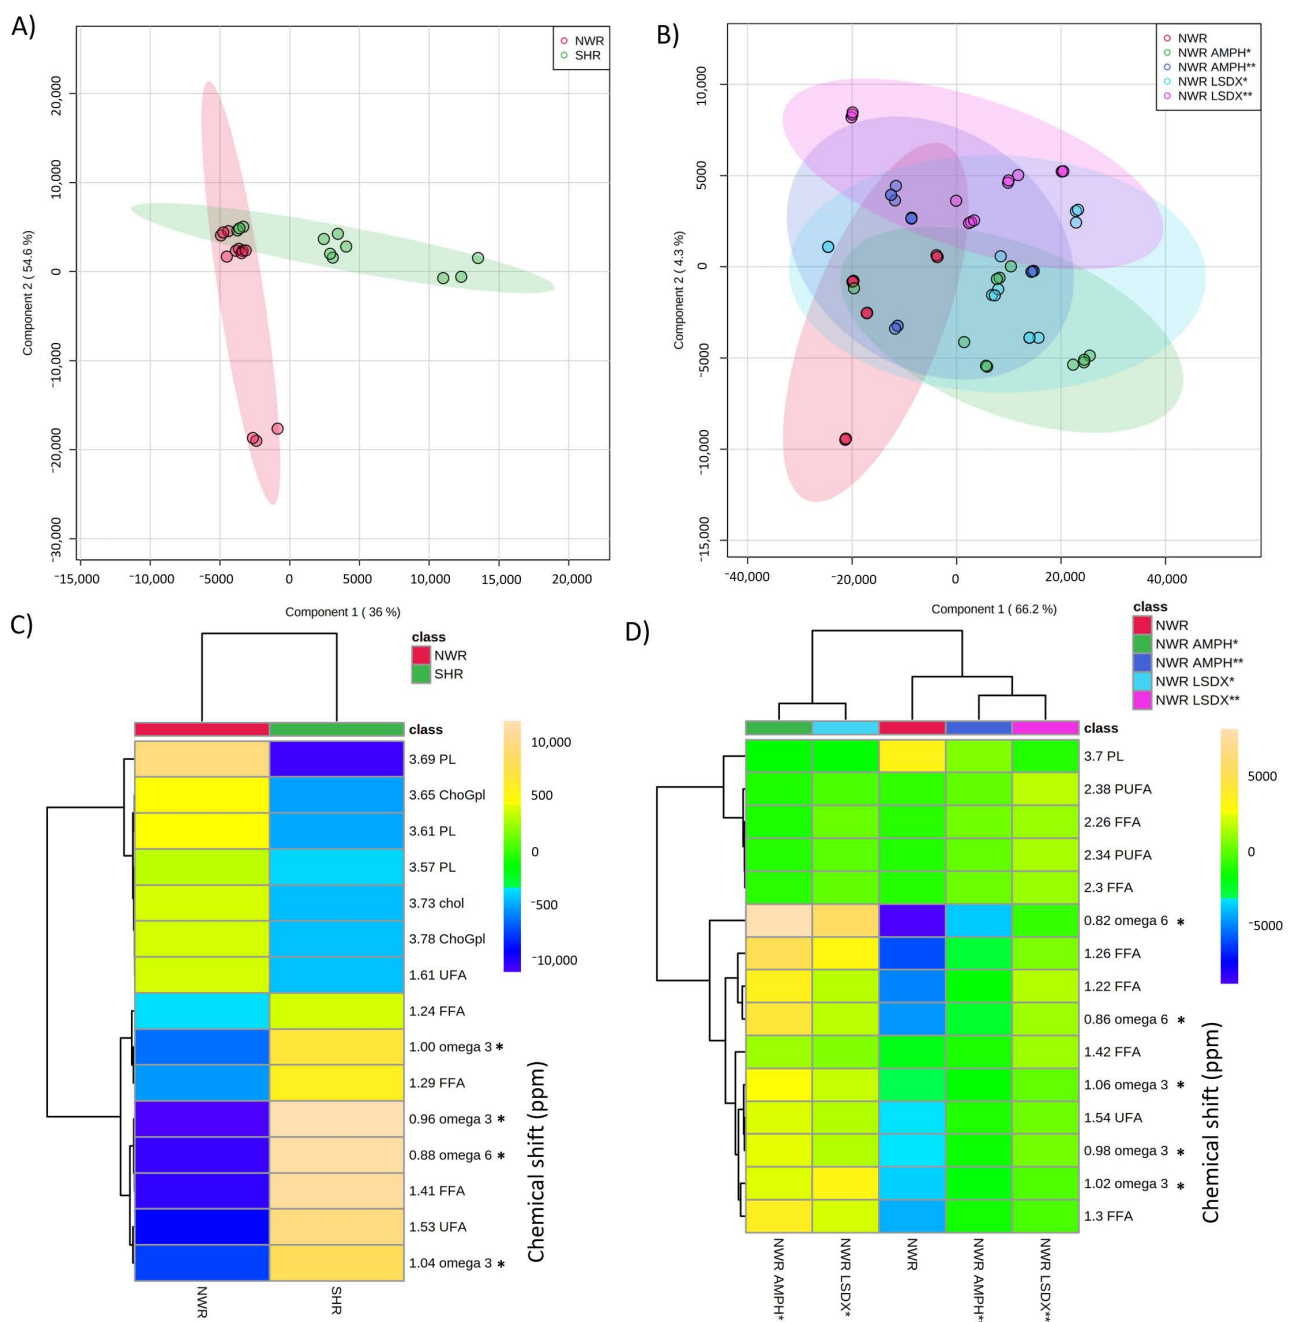 A)
NWR
SHR
20,000
10,000
0
-10,000
-20,000
-30,000
Component 2 ( 54.6 %)
-15,000 -10,000 -5000 0 5000 10,000 15,000 20,000
Component 1 ( 36 %)
B)
NWR
NWR AMPH*
NWR AMPH**
NWR LSDX*
NWR LSDX**
10,000
5000
0
-5000
-10,000
-15,000
Component 2 ( 4.3 %)
-40,000 -20,000 0 20,000 40,000
Component 1 ( 66.2 %)
C)
class
NWR
SHR
class
3.69 PL
3.65 ChoGpl
3.61 PL
3.57 PL
3.73 chol
3.78 ChoGpl
1.61 UFA
1.24 FFA
1.00 omega 3 *
1.29 FFA
0.96 omega 3 *
0.88 omega 6 *
1.41 FFA
1.53 UFA
1.04 omega 3 *
NWR SHR
10,000
500
0
-500
-10,000
Chemical shift (ppm)
D)
class
NWR
NWR AMPH*
NWR AMPH**
NWR LSDX*
NWR LSDX**
class
3.7 PL
2.38 PUFA
2.26 FFA
2.34 PUFA
2.3 FFA
0.82 omega 6 *
1.26 FFA
1.22 FFA
0.86 omega 6 *
1.42 FFA
1.06 omega 3 *
1.54 UFA
0.98 omega 3 *
1.02 omega 3 *
1.3 FFA
NWR AMPH* NWR LSDX* NWR NWR AMPH* NWR LSDX**
5000
0
-5000
Chemical shift (ppm)